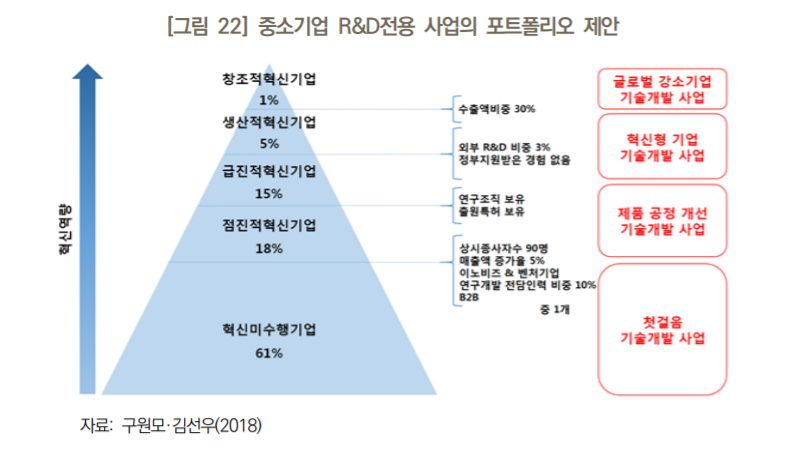 [그림 22] 중소기업 R&D전용 사업의 포트폴리오 제안
혁신역량
창조적혁신기업
1%
생산적혁신기업
5%
급진적혁신기업
15%
점진적혁신기업
18%
혁신미수행기업
61%
수출액비중 30%
외부 R&D 비중 3%
정부지원받은 경험 없음
연구조직 보유
출원특허 보유
상시종사자수 90명
매출액 증가율 5%
이노비즈 & 벤처기업
연구개발 전담인력 비중 10%
B2B
중 1개
글로벌 강소기업
기술개발 사업
혁신형 기업
기술개발 사업
제품 공정 개선
기술개발 사업
첫걸음
기술개발 사업
자료: 구원모·김선우(2018)